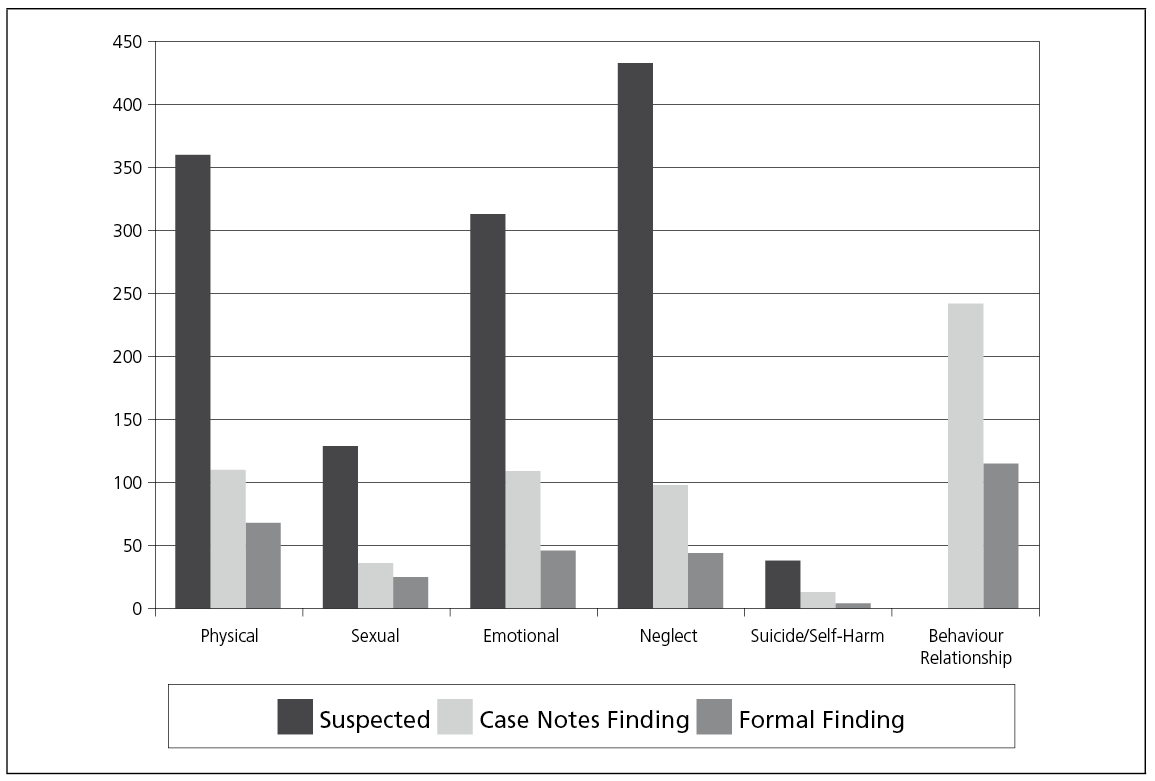 450
400
350
300
250
200
150
100
50
0
Physical
Sexual
Emotional
Neglect
Suicide/Self-Harm
Behaviour
Relationship
Suspected
Case Notes Finding
Formal Finding